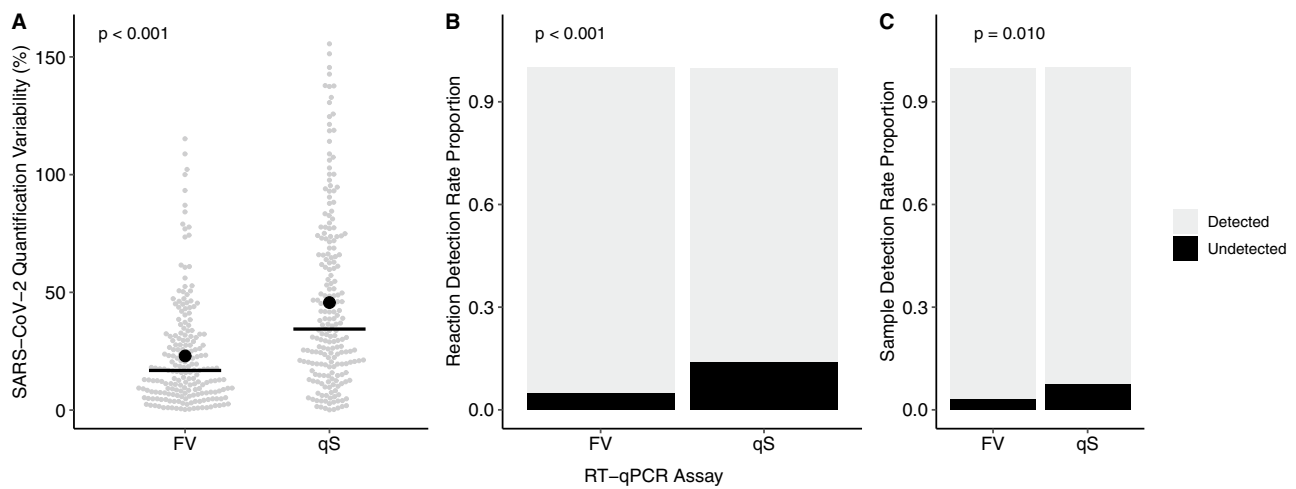 A
p < 0.001
SARS−CoV−2 Quantification Variability (%)
150
100
50
0
FV
qS
B
p < 0.001
Reaction Detection Rate Proportion
0.9
0.6
0.3
0.0
FV
qS
RT−qPCR Assay
C
p = 0.010
Sample Detection Rate Proportion
0.9
0.6
0.3
0.0
FV
qS
Detected
Undetected